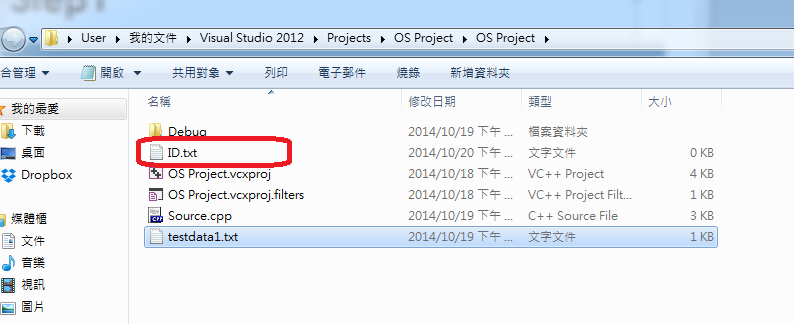 Step1
User ▸ 我的文件 ▸ Visual Studio 2012 ▸ Projects ▸ OS Project ▸ OS Project ▸
合管理 ▼ 開啟 ▼ 共用對象 ▼ 列印 電子郵件 燒錄 新增資料夾
我的最愛
下載
桌面
Dropbox
媒體櫃
文件
音樂
視訊
圖片
名稱 修改日期 類型 大小
Debug 2014/10/19 下午 ... 檔案資料夾
ID.txt 2014/10/20 下午 ... 文字文件 0 KB
OS Project.vcxproj 2014/10/18 下午 ... VC++ Project 4 KB
OS Project.vcxproj.filters 2014/10/18 下午 ... VC++ Project Filt... 1 KB
Source.cpp 2014/10/19 下午 ... C++ Source File 3 KB
testdata1.txt 2014/10/19 下午 ... 文字文件 1 KB